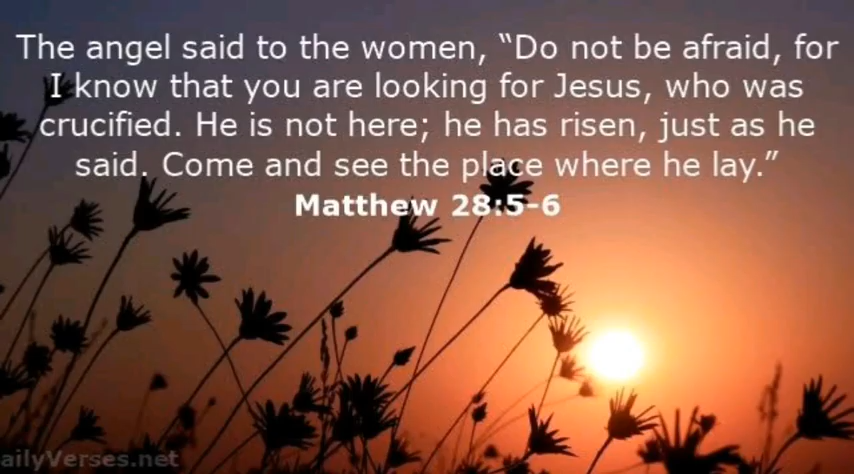 The angel said to the women, “Do not be afraid, for
I know that you are looking for Jesus, who was
crucified. He is not here; he has risen, just as he
said. Come and see the place where he lay.”
Matthew 28:5-6
ailyVerses.net